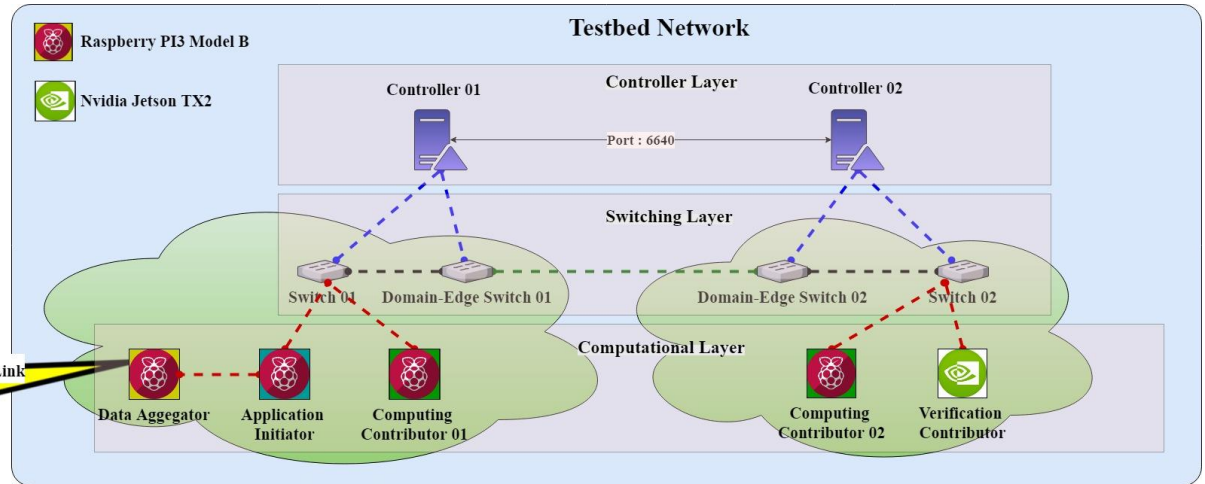 Testbed Network
Raspberry PI3 Model B
Nvidia Jetson TX2
Controller Layer
Controller 01
Controller 02
Port : 6640
Switching Layer
Switch 01
Domain-Edge Switch 01
Domain-Edge Switch 02
Switch 02
Computational Layer
Link
Data Aggegator
Application
Initiator
Computing
Contributor 01
Computing
Contributor 02
Verification
Contributor